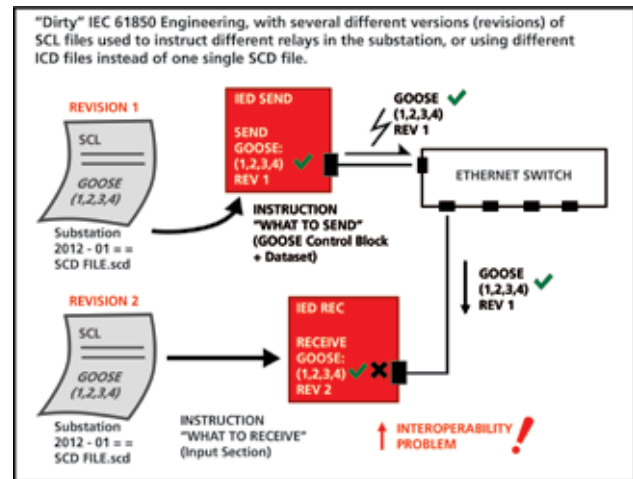 "Dirty" IEC 61850 Engineering, with several different versions (revisions) of
SCL files used to instruct different relays in the substation, or using different
ICD files instead of one single SCD file.
REVISION 1
SCL
GOOSE
(1,2,3,4)
Substation
2012 - 01 = =
SCD FILE.scd
IED SEND
SEND
GOOSE:
(1,2,3,4)
REV 1
INSTRUCTION
"WHAT TO SEND"
(GOOSE Control Block
+ Dataset)
GOOSE
(1,2,3,4)
REV 1
ETHERNET SWITCH
GOOSE
(1,2,3,4)
REV 1
REVISION 2
SCL
GOOSE
(1,2,3,4)
Substation
2012 - 01 = =
SCD FILE.scd
IED REC
RECEIVE
GOOSE:
(1,2,3,4)
REV 2
INSTRUCTION
"WHAT TO RECEIVE"
(Input Section)
INTEROPERABILITY
PROBLEM !